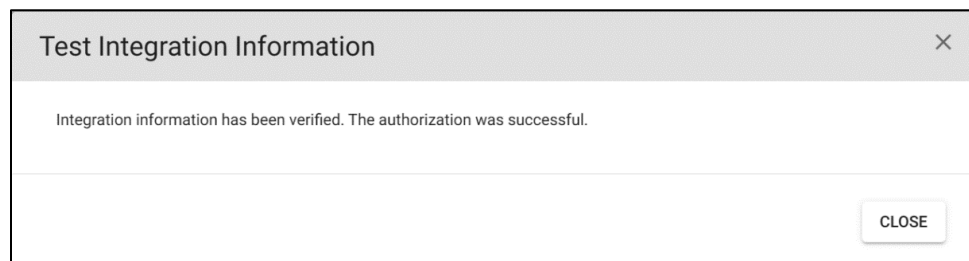 Test Integration Information
Integration information has been verified. The authorization was successful.
CLOSE